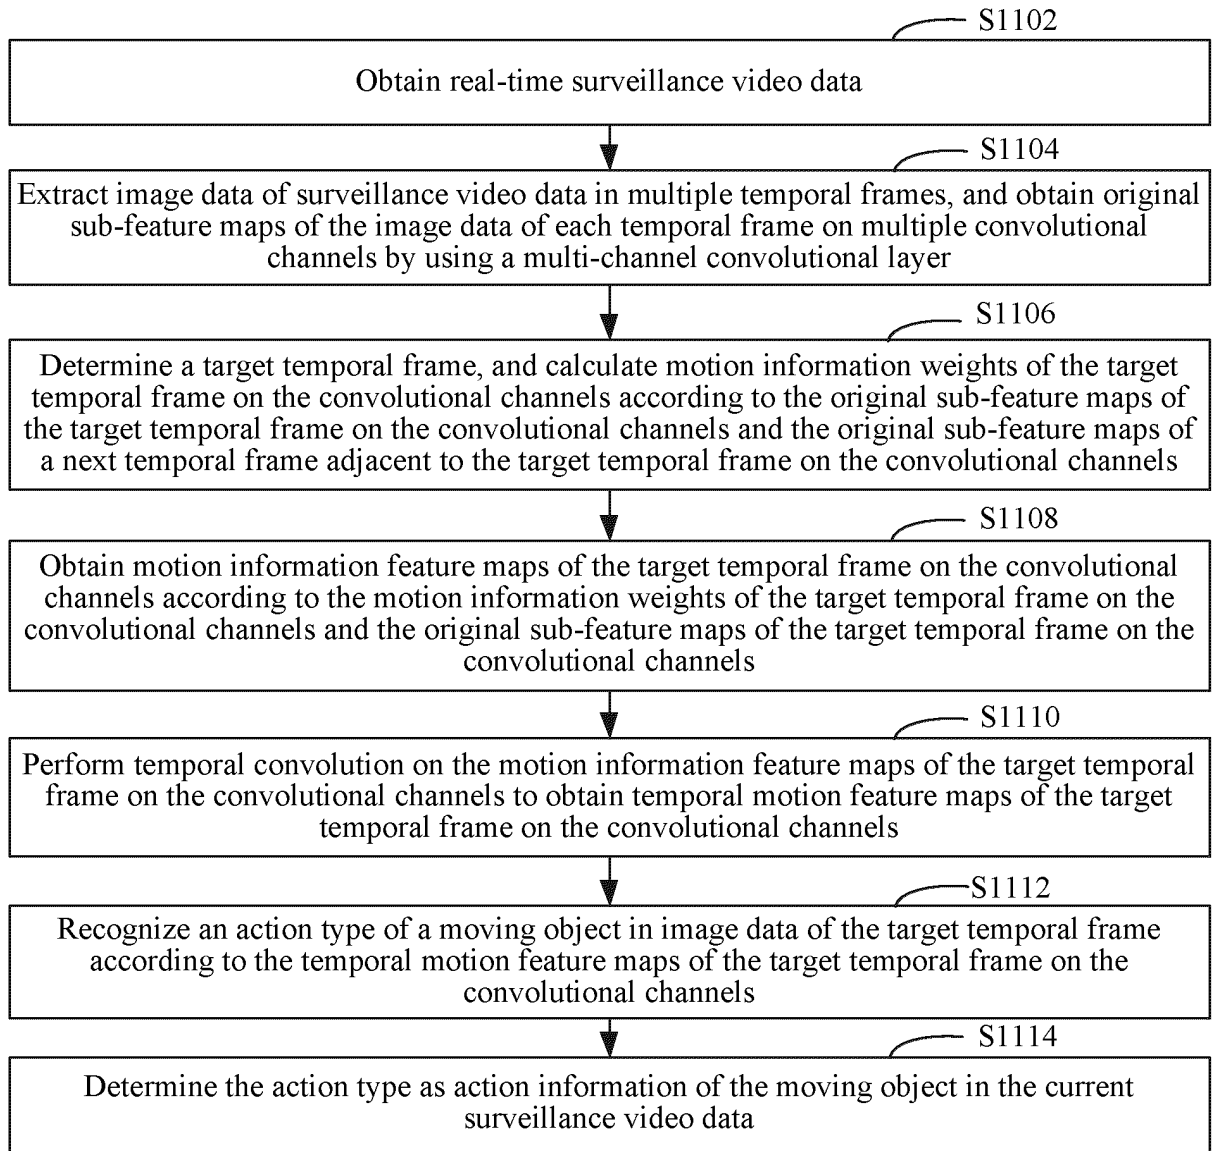 S1102
Obtain real-time surveillance video data
S1104
Extract image data of surveillance video data in multiple temporal frames, and obtain original
sub-feature maps of the image data of each temporal frame on multiple convolutional
channels by using a multi-channel convolutional layer
S1106
Determine a target temporal frame, and calculate motion information weights of the target
temporal frame on the convolutional channels according to the original sub-feature maps of
the target temporal frame on the convolutional channels and the original sub-feature maps of
a next temporal frame adjacent to the target temporal frame on the convolutional channels
S1108
Obtain motion information feature maps of the target temporal frame on the convolutional
channels according to the motion information weights of the target temporal frame on the
convolutional channels and the original sub-feature maps of the target temporal frame on the
convolutional channels
S1110
Perform temporal convolution on the motion information feature maps of the target temporal
frame on the convolutional channels to obtain temporal motion feature maps of the target
temporal frame on the convolutional channels
S1112
Recognize an action type of a moving object in image data of the target temporal frame
according to the temporal motion feature maps of the target temporal frame on the
convolutional channels
S1114
Determine the action type as action information of the moving object in the current
surveillance video data